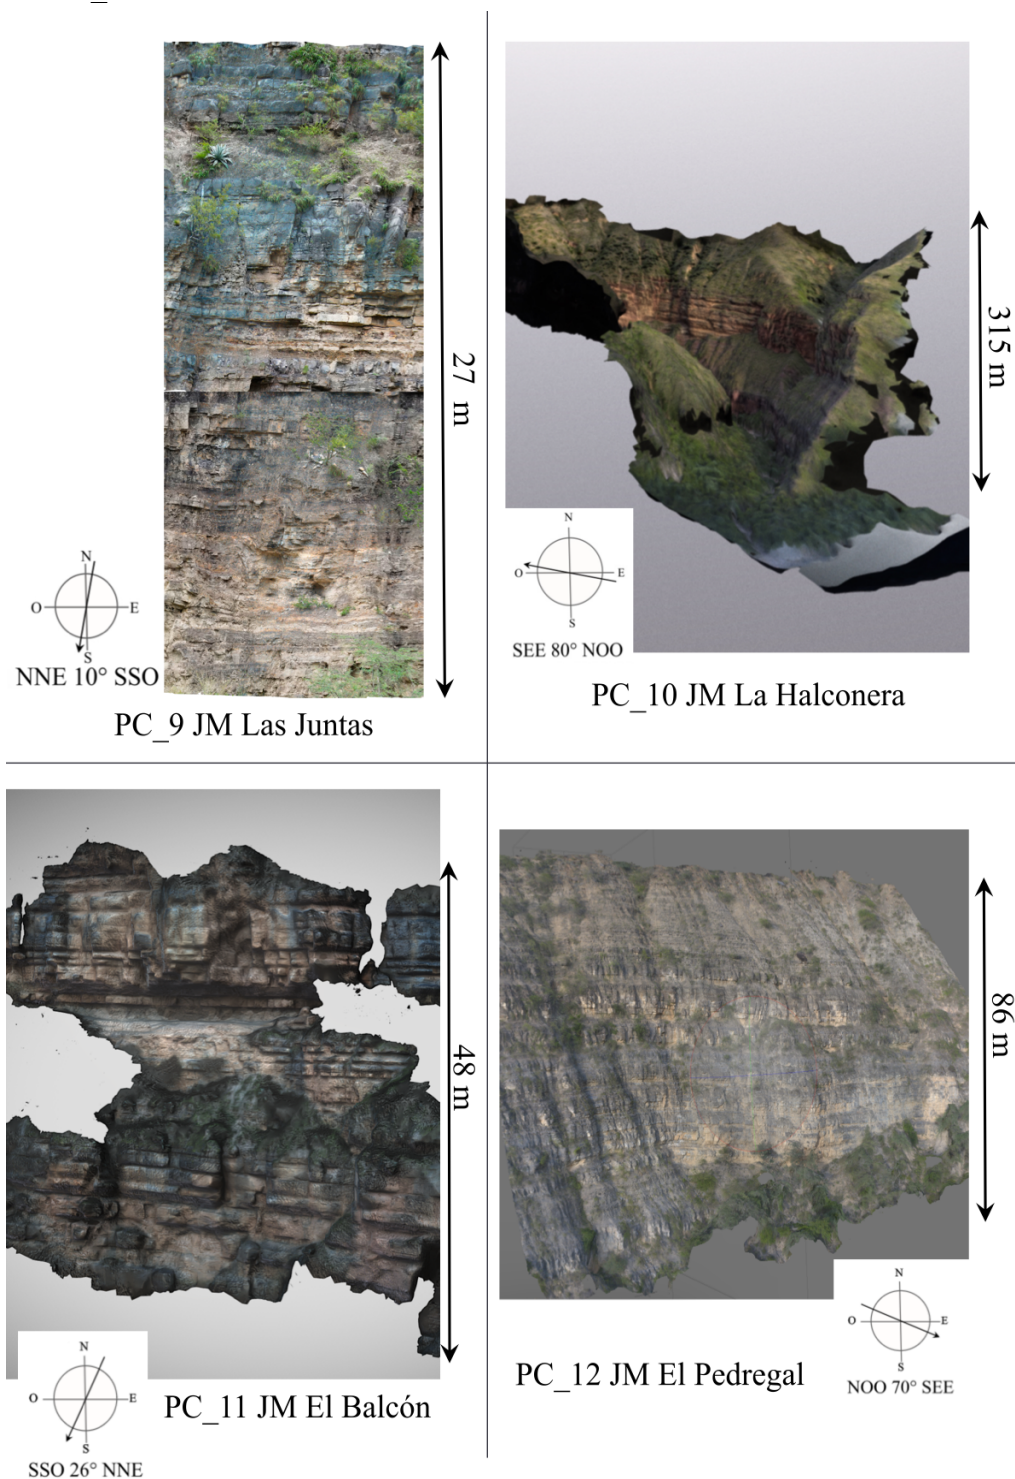 27 m
N
O
E
S
NNE 10° SSO
PC_9 JM Las Juntas
315 m
N
O
E
S
SEE 80° NOO
PC_10 JM La Halconera
48 m
N
O
E
S
SSO 26° NNE
PC_11 JM El Balcón
86 m
N
O
E
S
NOO 70° SEE
PC_12 JM El Pedregal